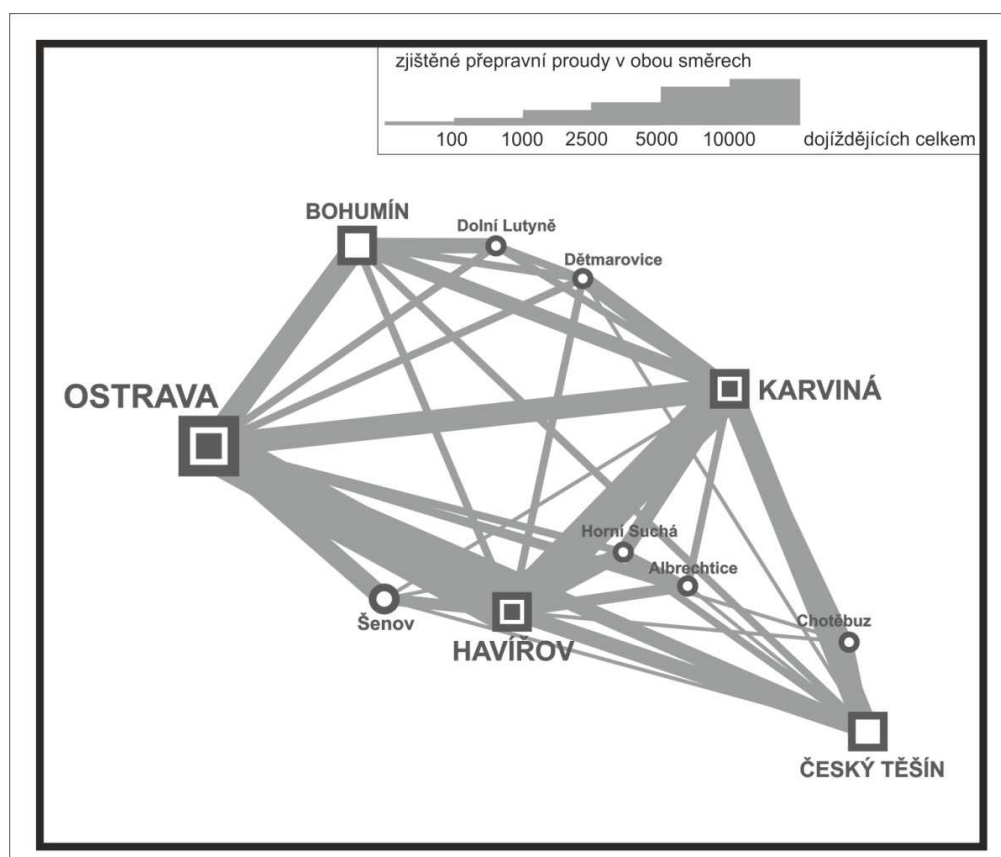 zjištěné přepravní proudy v obou směrech
100 1000 2500 5000 10000 dojíždějících celkem
BOHUMÍN
Dolní Lutyně
Dětmarovice
OSTRAVA
KARVINÁ
Horní Suchá
Albrechtice
Šenov
Chotěbuz
HAVÍŘOV
ČESKÝ TĚŠÍN